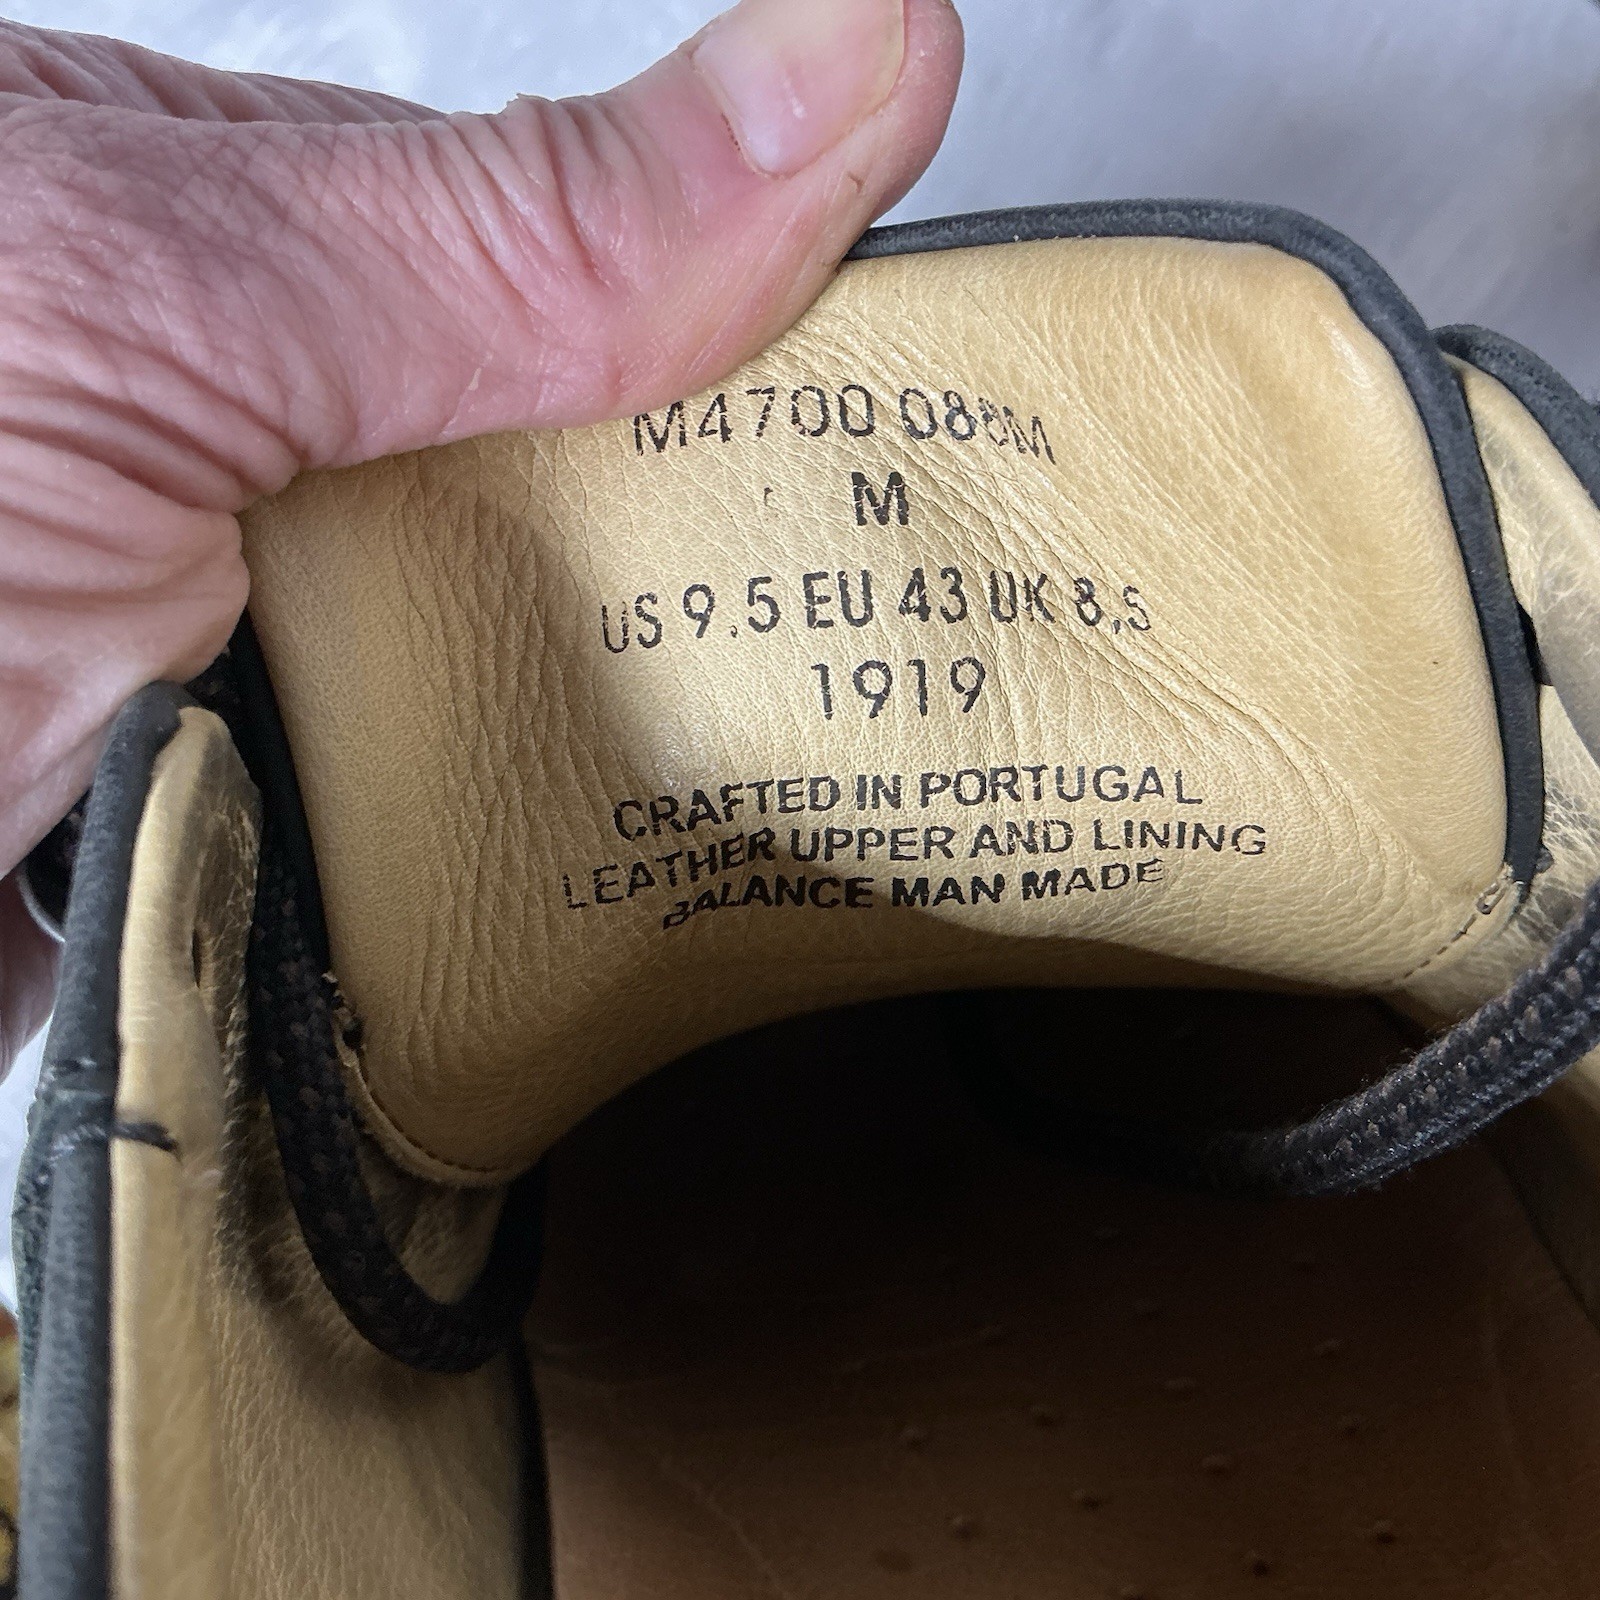 M4700 088M
M
US 9.5 EU 43 UK 8,5
1919
CRAFTED IN PORTUGAL
LEATHER UPPER AND LINING
BALANCE MAN MADE